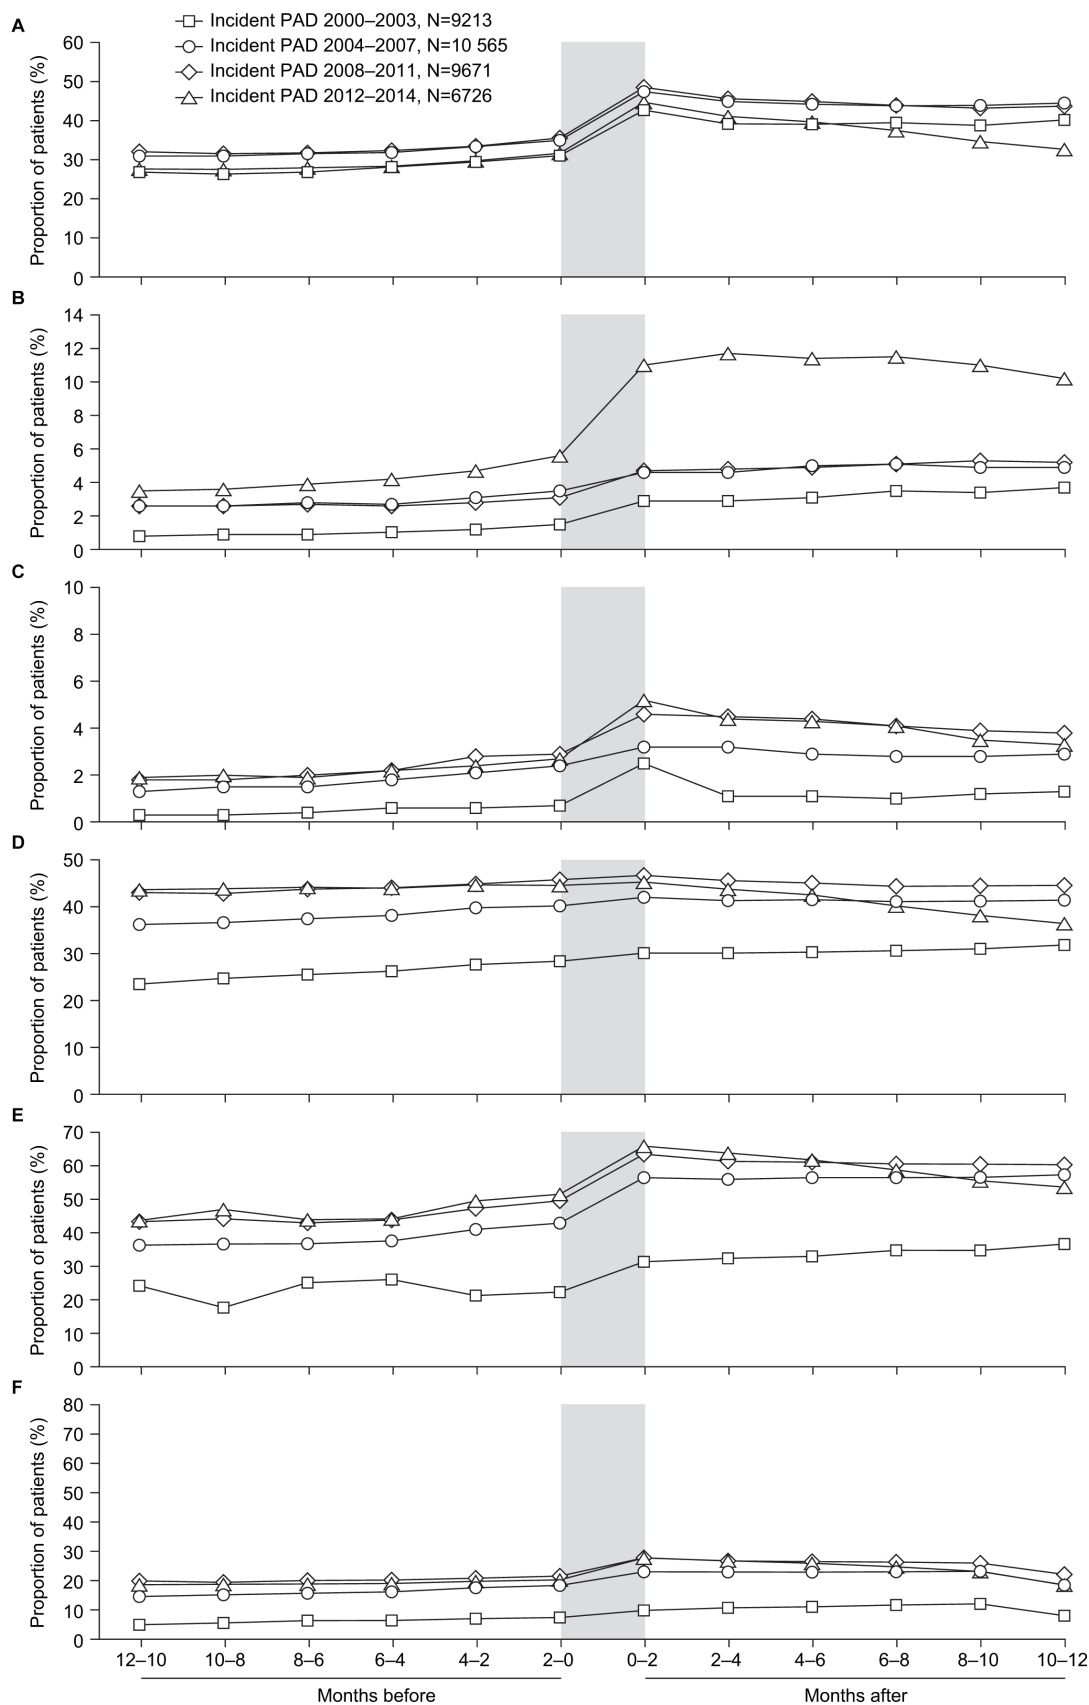 A
Incident PAD 2000–2003, N=9213
Incident PAD 2004–2007, N=10 565
Incident PAD 2008–2011, N=9671
Incident PAD 2012–2014, N=6726
Proportion of patients (%)
60
50
40
30
20
10
0
B
Proportion of patients (%)
14
12
10
8
6
4
2
0
C
Proportion of patients (%)
10
8
6
4
2
0
D
Proportion of patients (%)
50
40
30
20
10
0
E
Proportion of patients (%)
70
60
50
40
30
20
10
0
F
Proportion of patients (%)
80
70
60
50
40
30
20
10
0
12–10 10–8 8–6 6–4 4–2 2–0 0–2 2–4 4–6 6–8 8–10 10–12
Months before Months after